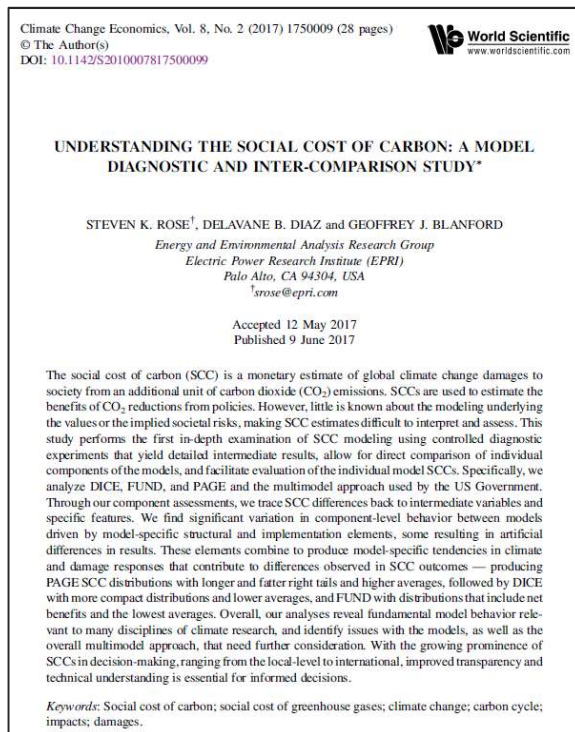 Climate Change Economics, Vol. 8, No. 2 (2017) 1750009 (28 pages)
© The Author(s)
DOI: 10.1142/S2010007817500099
World Scientific
www.worldscientific.com
UNDERSTANDING THE SOCIAL COST OF CARBON: A MODEL
DIAGNOSTIC AND INTER-COMPARISON STUDY*
STEVEN K. ROSE†, DELAVANE B. DIAZ and GEOFFREY J. BLANFORD
Energy and Environmental Analysis Research Group
Electric Power Research Institute (EPRI)
Palo Alto, CA 94304, USA
†srose@epri.com
Accepted 12 May 2017
Published 9 June 2017
The social cost of carbon (SCC) is a monetary estimate of global climate change damages to
society from an additional unit of carbon dioxide (CO2) emissions. SCCs are used to estimate the
benefits of CO2 reductions from policies. However, little is known about the modeling underlying
the values or the implied societal risks, making SCC estimates difficult to interpret and assess. This
study performs the first in-depth examination of SCC modeling using controlled diagnostic
experiments that yield detailed intermediate results, allow for direct comparison of individual
components of the models, and facilitate evaluation of the individual model SCCs. Specifically, we
analyze DICE, FUND, and PAGE and the multimodel approach used by the US Government.
Through our component assessments, we trace SCC differences back to intermediate variables and
specific features. We find significant variation in component-level behavior between models
driven by model-specific structural and implementation elements, some resulting in artificial
differences in results. These elements combine to produce model-specific tendencies in climate
and damage responses that contribute to differences observed in SCC outcomes — producing
PAGE SCC distributions with longer and fatter right tails and higher averages, followed by DICE
with more compact distributions and lower averages, and FUND with distributions that include net
benefits and the lowest averages. Overall, our analyses reveal fundamental model behavior rele-
vant to many disciplines of climate research, and identify issues with the models, as well as the
overall multimodel approach, that need further consideration. With the growing prominence of
SCCs in decision-making, ranging from the local-level to international, improved transparency and
technical understanding is essential for informed decisions.
Keywords: Social cost of carbon; social cost of greenhouse gases; climate change; carbon cycle;
impacts; damages.